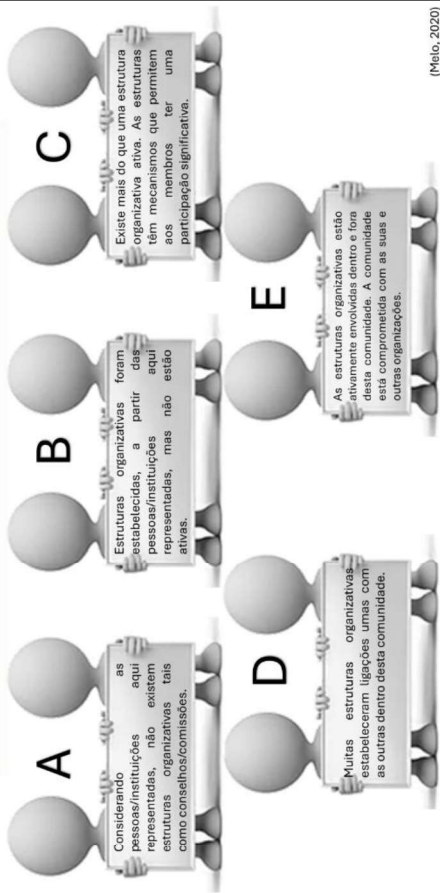 A
Considerando as
pessoas/instituições aqui
representadas, não existem
estruturas organizativas tais
como conselhos/comissões.
B
Estruturas organizativas foram
estabelecidas, a partir das
pessoas/instituições aqui
representadas, mas não estão
ativas.
C
Existe mais do que uma estrutura
organizativa ativa. As estruturas
têm mecanismos que permitem
aos membros ter uma
participação significativa.
D
Muitas estruturas organizativas
estabeleceram ligações umas com
as outras dentro desta comunidade.
E
As estruturas organizativas estão
ativamente envolvidas dentro e fora
desta comunidade. A comunidade
está comprometida com as suas e
outras organizações.
(Melo, 2020)